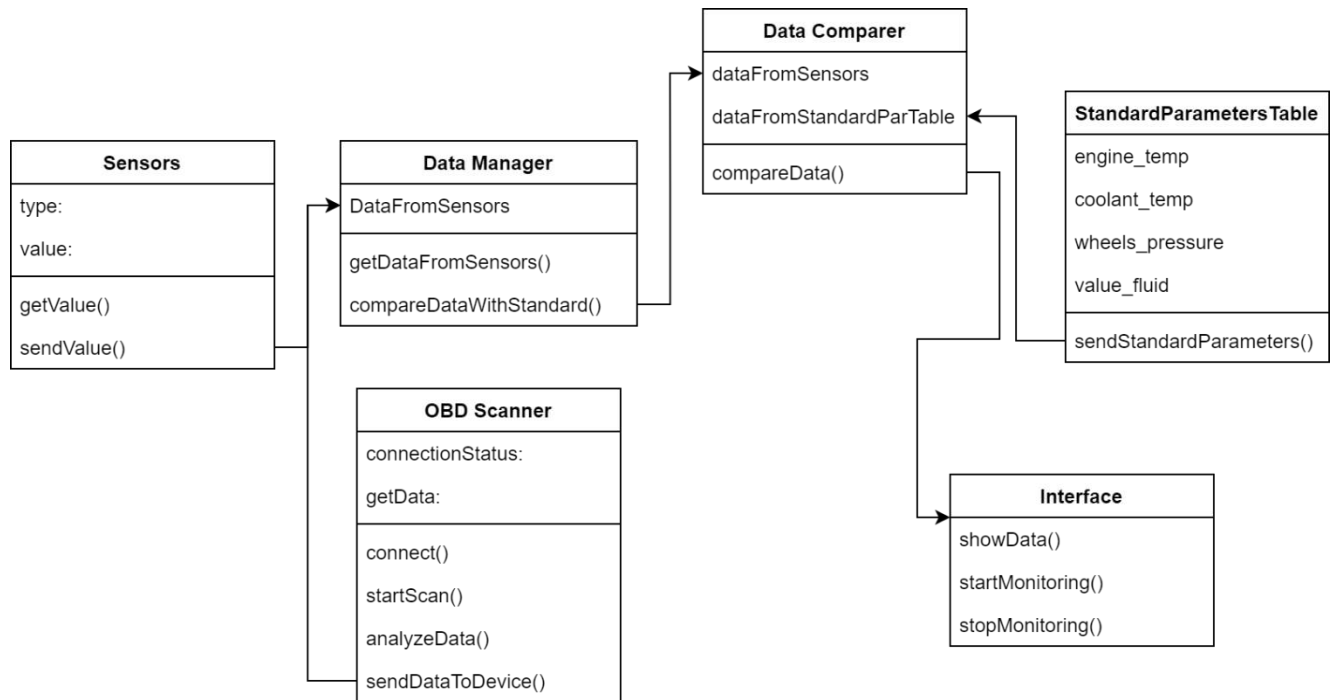 Data Comparer
dataFromSensors
dataFromStandardParTable
compareData()
StandardParametersTable
engine_temp
coolant_temp
wheels_pressure
value_fluid
sendStandardParameters()
Sensors
type:
value:
getValue()
sendValue()
Data Manager
DataFromSensors
getDataFromSensors()
compareDataWithStandard()
OBD Scanner
connectionStatus:
getData:
connect()
startScan()
analyzeData()
sendDataToDevice()
Interface
showData()
startMonitoring()
stopMonitoring()